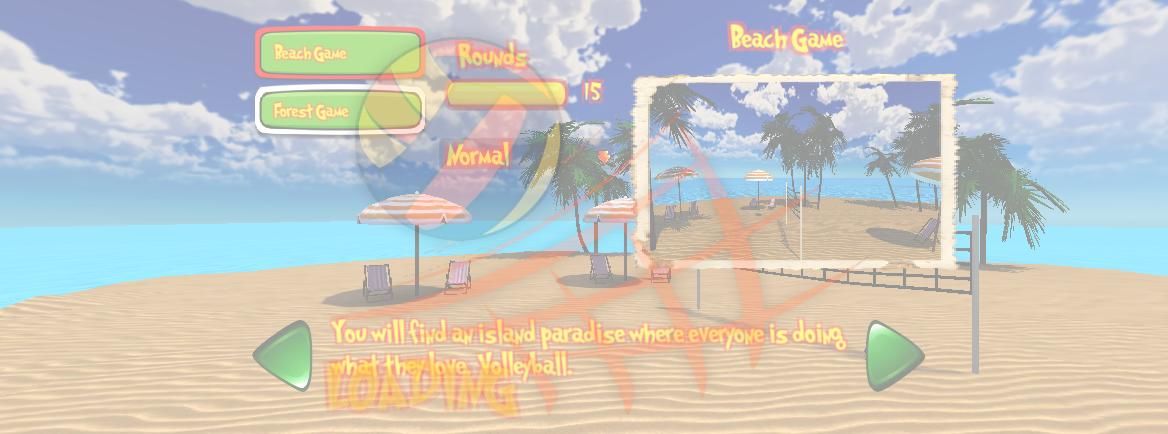 Beach Game
Forest Game
Rounds
15
Normal
Beach Game
You will find an island paradise where everyone is doing
what they love, Volleyball.
LOADING